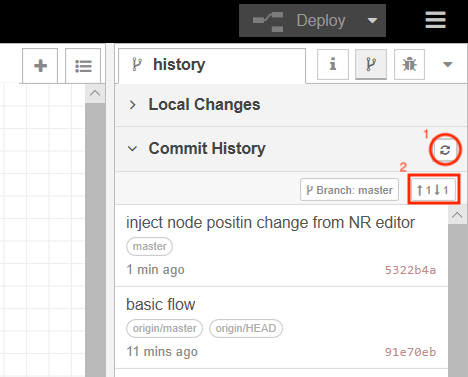 Deploy
history
Local Changes
1
Commit History
2
Branch: master
1 1
inject node positin change from NR editor
master
1 min ago
5322b4a
basic flow
origin/master origin/HEAD
11 mins ago
91e70eb